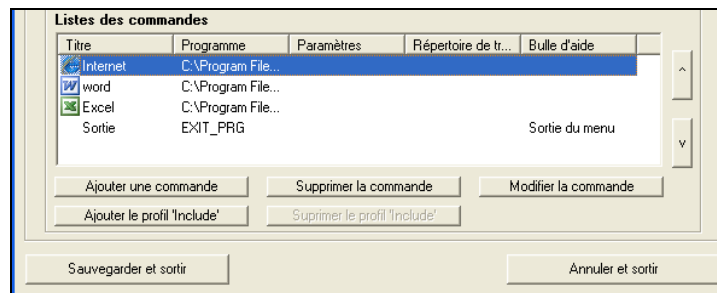 Listes des commandes
Titre Programme Paramètres Répertoire de tr... Bulle d'aide
Internet C:\Program File...
word C:\Program File...
Excel C:\Program File...
Sortie EXIT_PRG Sortie du menu
^
v
Ajouter une commande Supprimer la commande Modifier la commande
Ajouter le profil 'Include' Suprimer le profil 'Include'
Sauvegarder et sortir Annuler et sortir